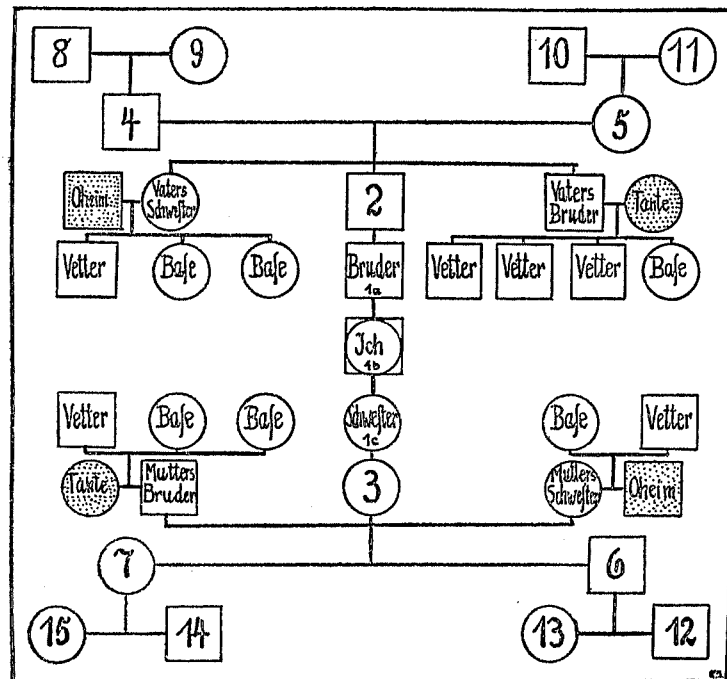 8 9 10 11
4 5
Oheim Vaters Schwester 2 Vaters Bruder Tante
Vetter Baſe Baſe Bruder 1a Vetter Vetter Vetter Baſe
Ich 1b
Vetter Baſe Baſe Schweſter 1c Baſe Vetter
Tante Mutters Bruder 3 Mutters Schweſter Oheim
7 6
15 14 13 12